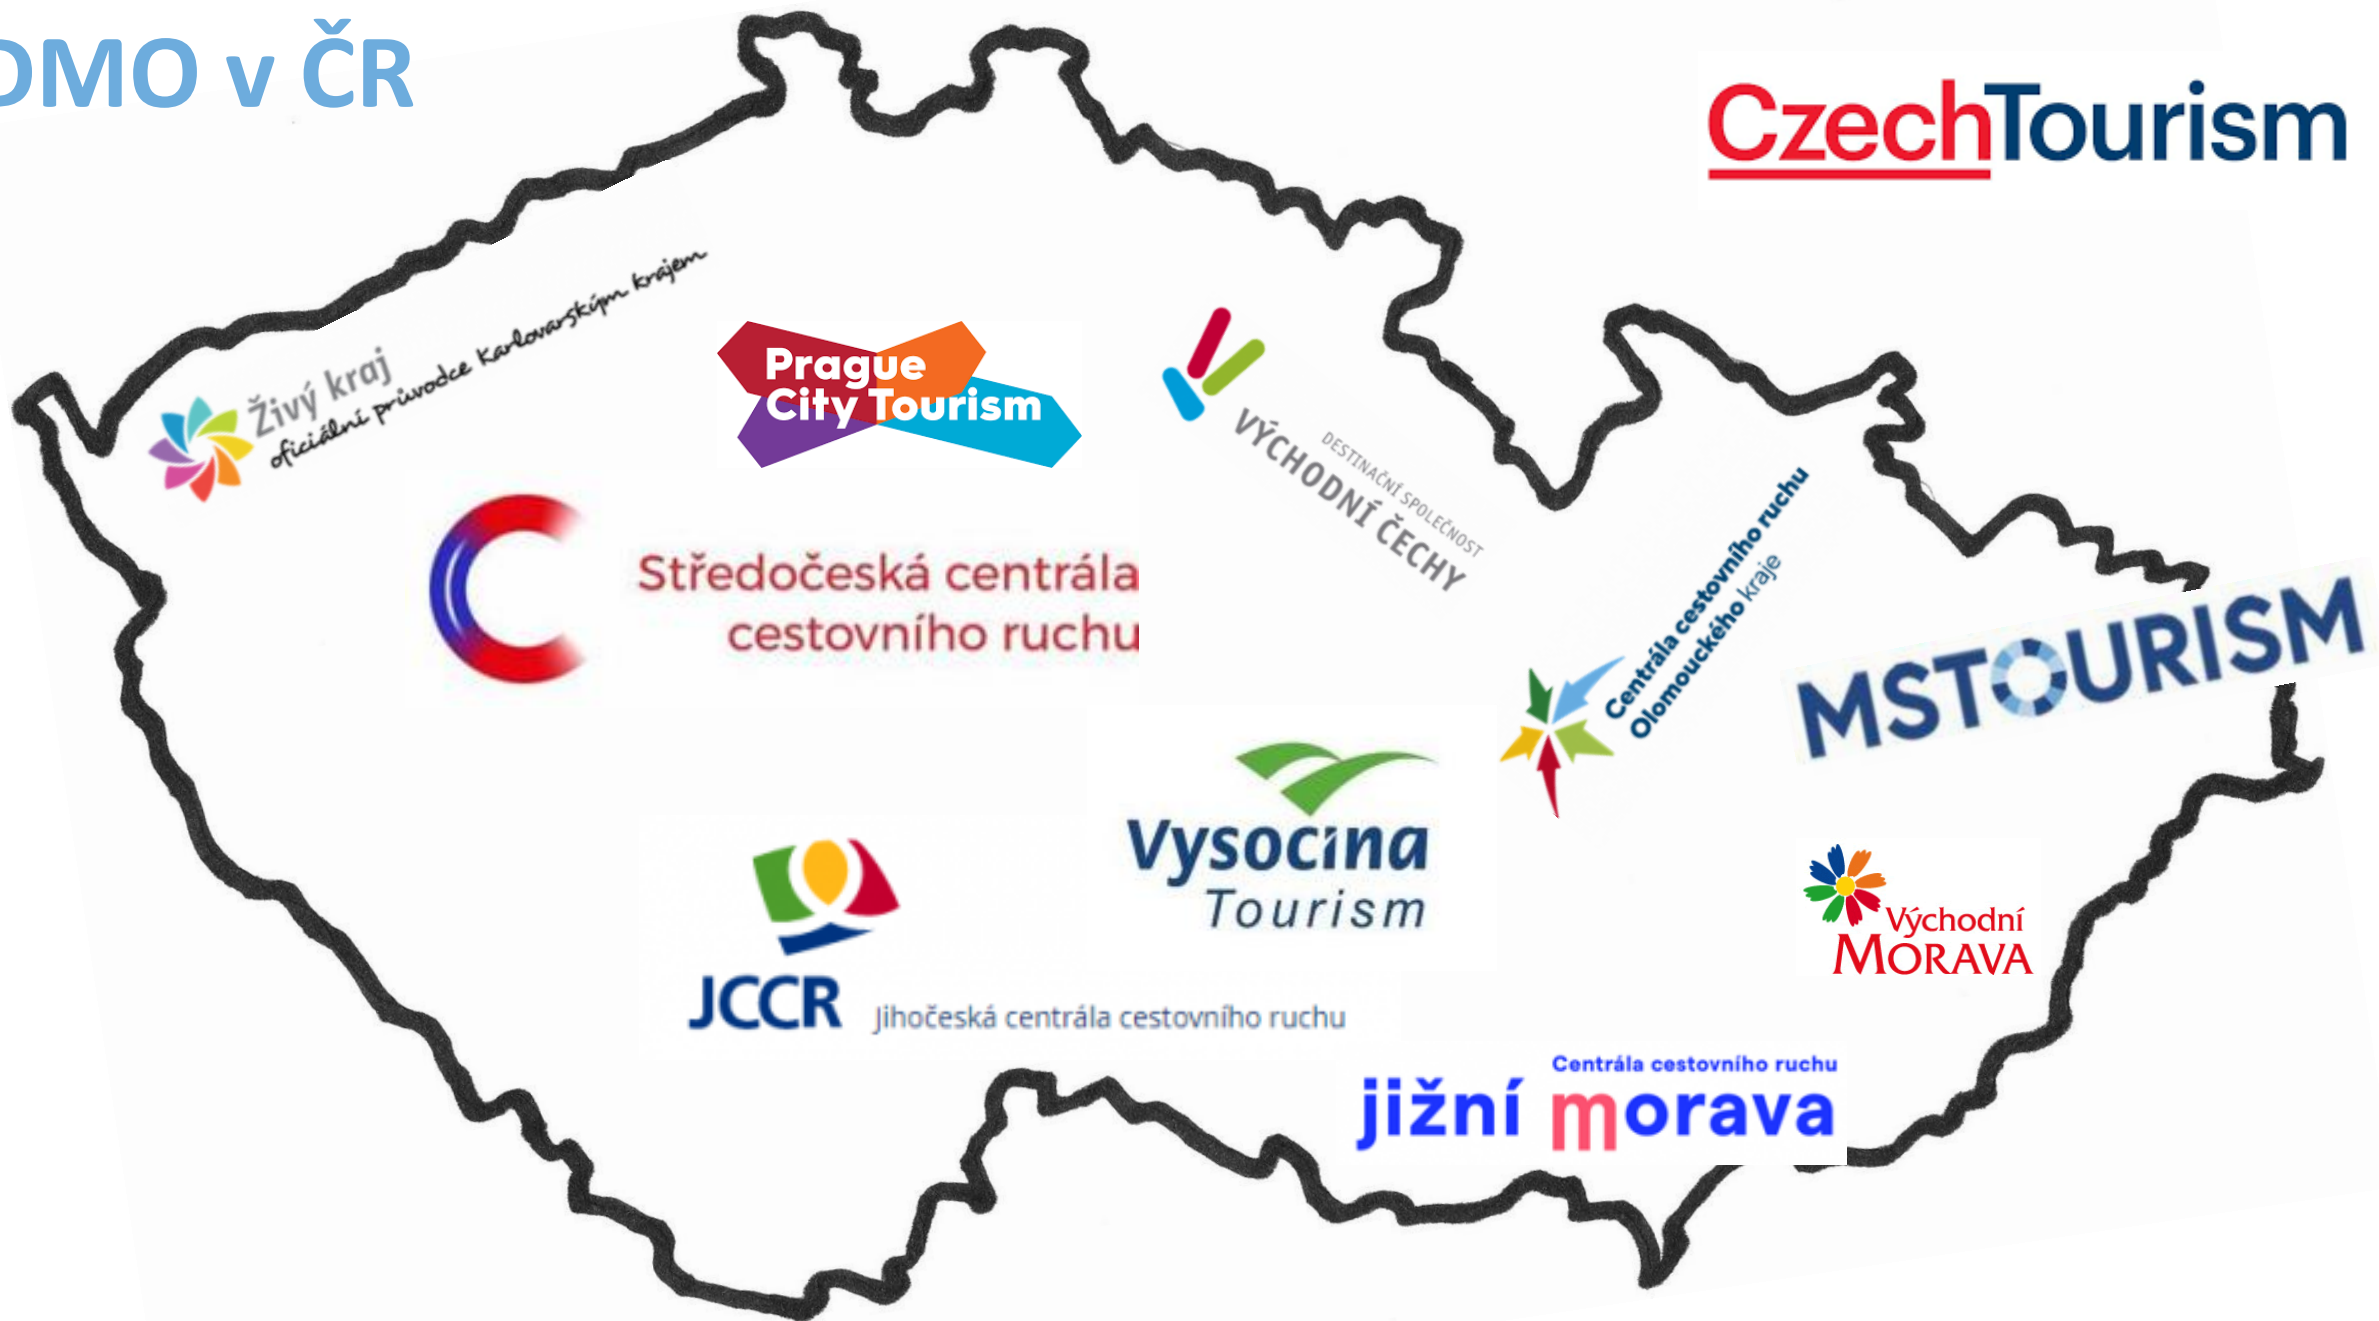 DMO v ČR
CzechTourism
Živý kraj
oficiální průvodce Karlovarským krajem
Prague
City Tourism
DESTINAČNÍ SPOLEČNOST
VÝCHODNÍ ČECHY
Středočeská centrála
cestovního ruchu
Centrála cestovního ruchu
Olomouckého kraje
MSTOURISM
Vysocina
Tourism
JCCR
Jihočeská centrála cestovního ruchu
Východní
MORAVA
Centrála cestovního ruchu
jižní morava